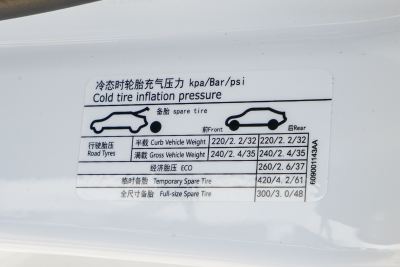 冷态时轮胎充气压力 kpa/Bar/psi
Cold tire inflation pressure
备胎 spare tire
前Front 后Rear
行驶胎压 Road Tyres
半载 Curb Vehicle Weight 220/2.2/32 220/2.2/32
满载 Gross Vehicle Weight 240/2.4/35 240/2.4/35
经济胎压 ECO 260/2.6/37
临时备胎 Temporary Spare Tire 420/4.2/61
全尺寸备胎 Full-size Spare Tire 300/3.0/48
609001143AA